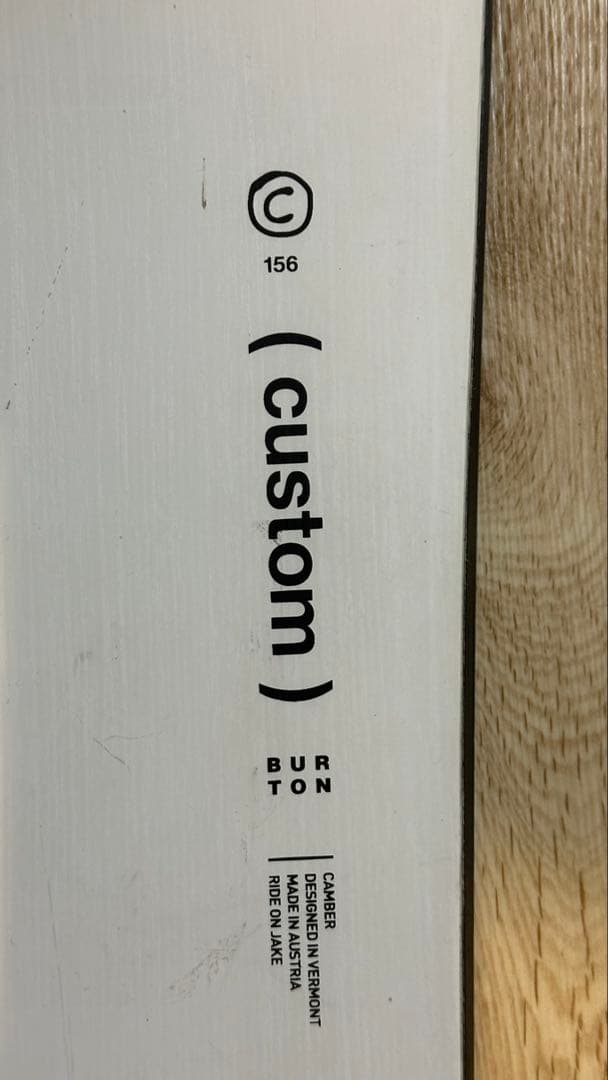 ©
156
( custom )
BUR
TON
CAMBER
DESIGNED IN VERMONT
MADE IN AUSTRIA
RIDE ON JAKE